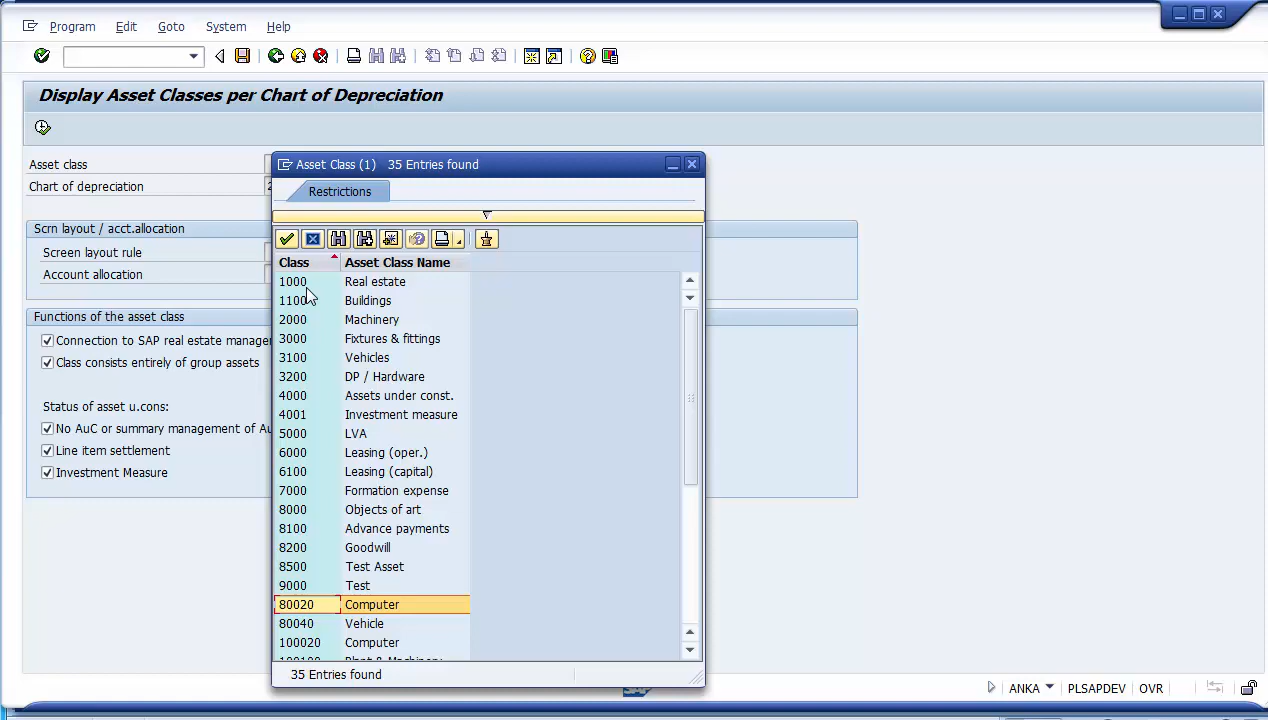 Program Edit Goto System Help
Display Asset Classes per Chart of Depreciation
Asset class
Chart of depreciation 2
Scrn layout / acct.allocation
Screen layout rule
Account allocation
Functions of the asset class
Connection to SAP real estate manager
Class consists entirely of group assets
Status of asset u.cons:
No AuC or summary management of Au
Line item settlement
Investment Measure
Asset Class (1) 35 Entries found
Restrictions
Class Asset Class Name
1000 Real estate
1100 Buildings
2000 Machinery
3000 Fixtures & fittings
3100 Vehicles
3200 DP / Hardware
4000 Assets under const.
4001 Investment measure
5000 LVA
6000 Leasing (oper.)
6100 Leasing (capital)
7000 Formation expense
8000 Objects of art
8100 Advance payments
8200 Goodwill
8500 Test Asset
9000 Test
80020 Computer
80040 Vehicle
100020 Computer
100100 Plant & Machinery
35 Entries found
SAP ANKA PLSAPDEV OVR